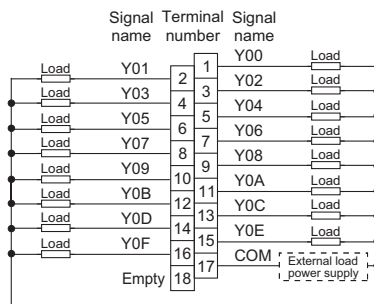 Signal name Terminal number Signal name
1 Y00 Load
Load Y01 2
3 Y02 Load
Load Y03 4
5 Y04 Load
Load Y05 6
7 Y06 Load
Load Y07 8
9 Y08 Load
Load Y09 10
11 Y0A Load
Load Y0B 12
13 Y0C Load
Load Y0D 14
15 Y0E Load
Load Y0F 16
17 COM External load power supply
Empty 18